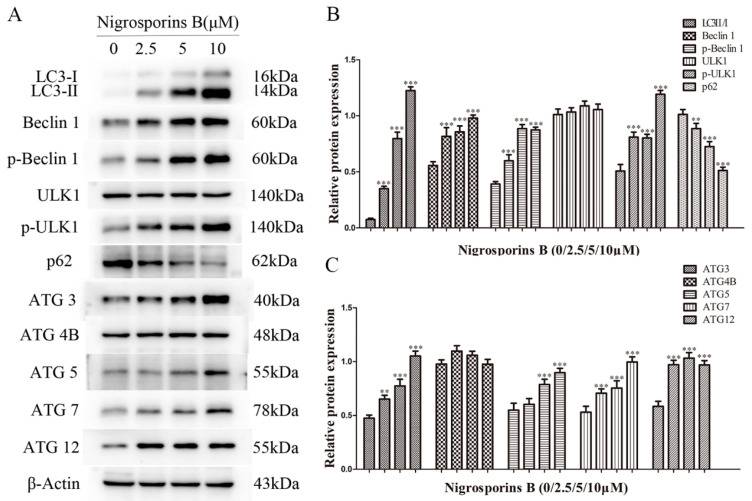 A
Nigrosporins B(μM)
0 2.5 5 10
LC3-I 16kDa
LC3-II 14kDa
Beclin 1 60kDa
p-Beclin 1 60kDa
ULK1 140kDa
p-ULK1 140kDa
p62 62kDa
ATG 3 40kDa
ATG 4B 48kDa
ATG 5 55kDa
ATG 7 78kDa
ATG 12 55kDa
β-Actin 43kDa
B
LC3II/I
Beclin 1
p-Beclin 1
ULK1
p-ULK1
p62
Relative protein expression
1.5
1.0
0.5
0.0
*** *** ***
*** *** ***
*** *** ***
*** *** ***
** *** ***
Nigrosporins B (0/2.5/5/10μM)
C
ATG3
ATG4B
ATG5
ATG7
ATG12
Relative protein expression
1.5
1.0
0.5
0.0
** *** ***
*** ***
*** *** ***
*** *** ***
Nigrosporins B (0/2.5/5/10μM)